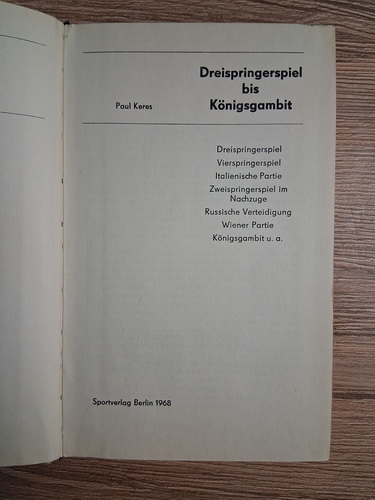 Paul Keres
Dreispringerspiel
bis
Königsgambit
Dreispringerspiel
Vierspringerspiel
Italienische Partie
Zweispringerspiel im
Nachzuge
Russische Verteidigung
Wiener Partie
Königsgambit u. a.
Sportverlag Berlin 1968